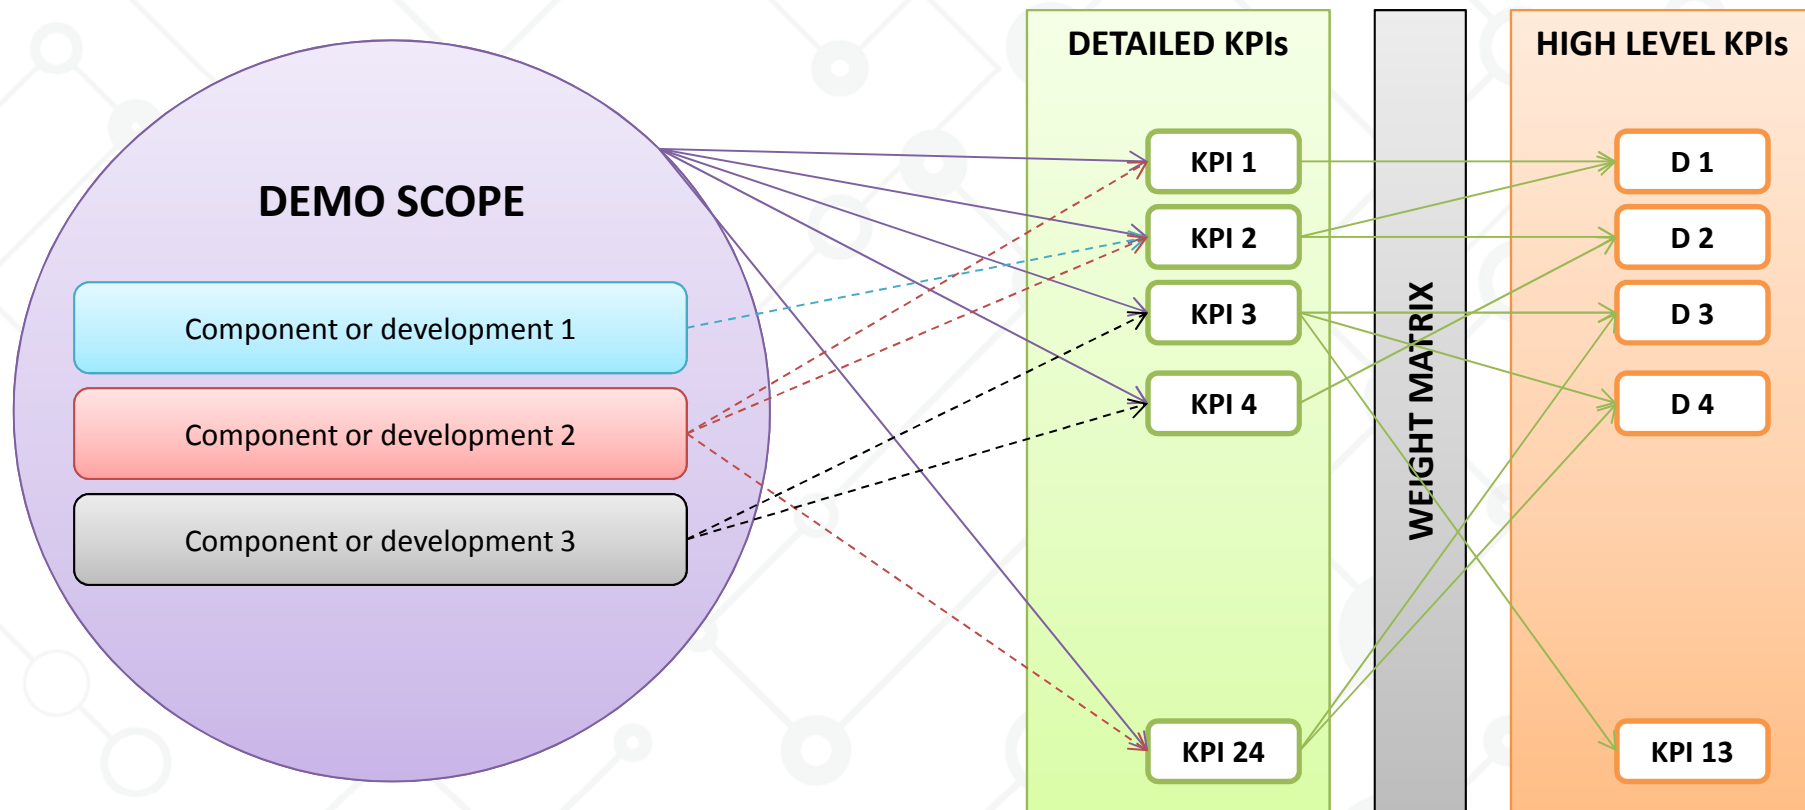 DEMO SCOPE
Component or development 1
Component or development 2
Component or development 3
DETAILED KPIs
KPI 1
KPI 2
KPI 3
KPI 4
KPI 24
WEIGHT MATRIX
HIGH LEVEL KPIs
D 1
D 2
D 3
D 4
KPI 13